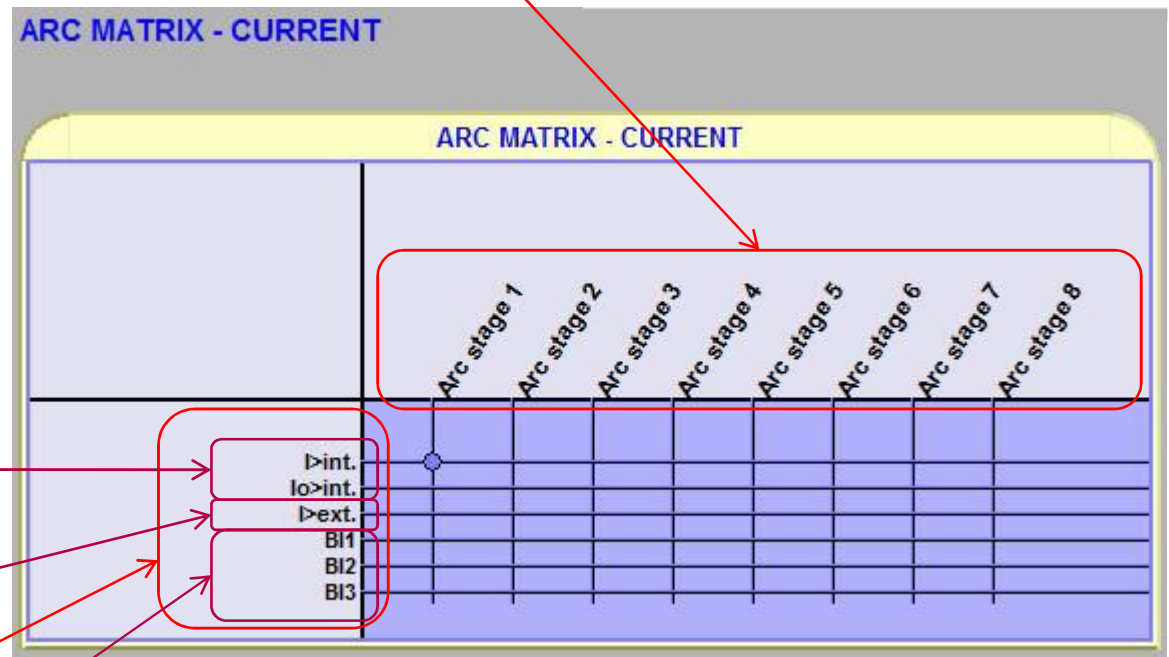 ARC MATRIX - CURRENT
ARC MATRIX - CURRENT
Arc stage 1
Arc stage 2
Arc stage 3
Arc stage 4
Arc stage 5
Arc stage 6
Arc stage 7
Arc stage 8
I>int.
Io>int.
I>ext.
BI1
BI2
BI3